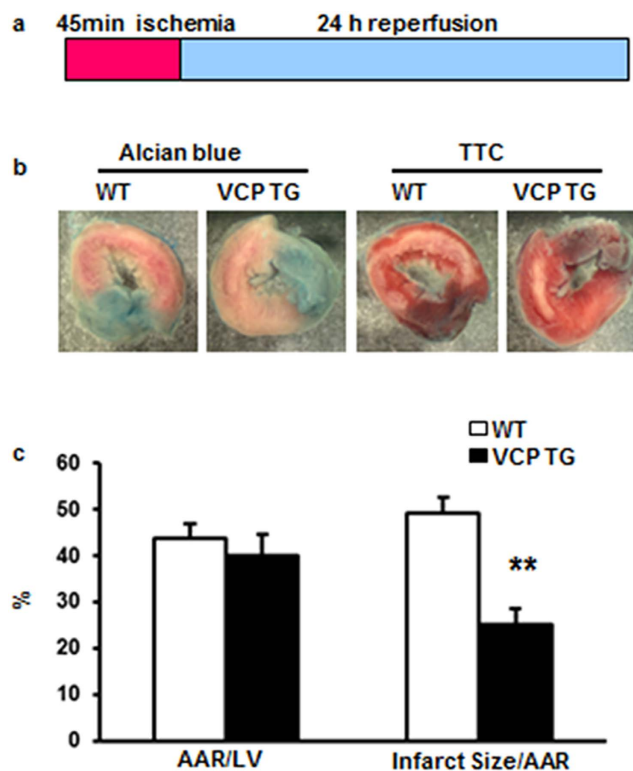 a 45min ischemia 24 h reperfusion
b Alcian blue TTC
WT VCP TG WT VCP TG
c
WT
VCP TG
60
50
40
30
20
10
0
%
**
AAR/LV Infarct Size/AAR